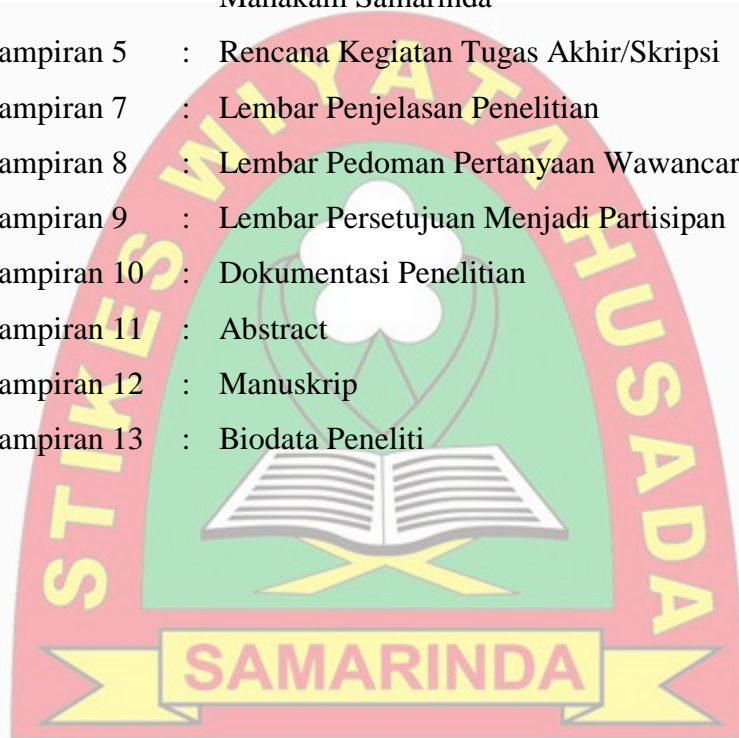 Mahakam Samarinda
ampiran 5 : Rencana Kegiatan Tugas Akhir/Skripsi
ampiran 7 : Lembar Penjelasan Penelitian
ampiran 8 : Lembar Pedoman Pertanyaan Wawancar
ampiran 9 : Lembar Persetujuan Menjadi Partisipan
ampiran 10 : Dokumentasi Penelitian
ampiran 11 : Abstract
ampiran 12 : Manuskrip
ampiran 13 : Biodata Peneliti
STIKES WIYATA HUSADA
SAMARINDA